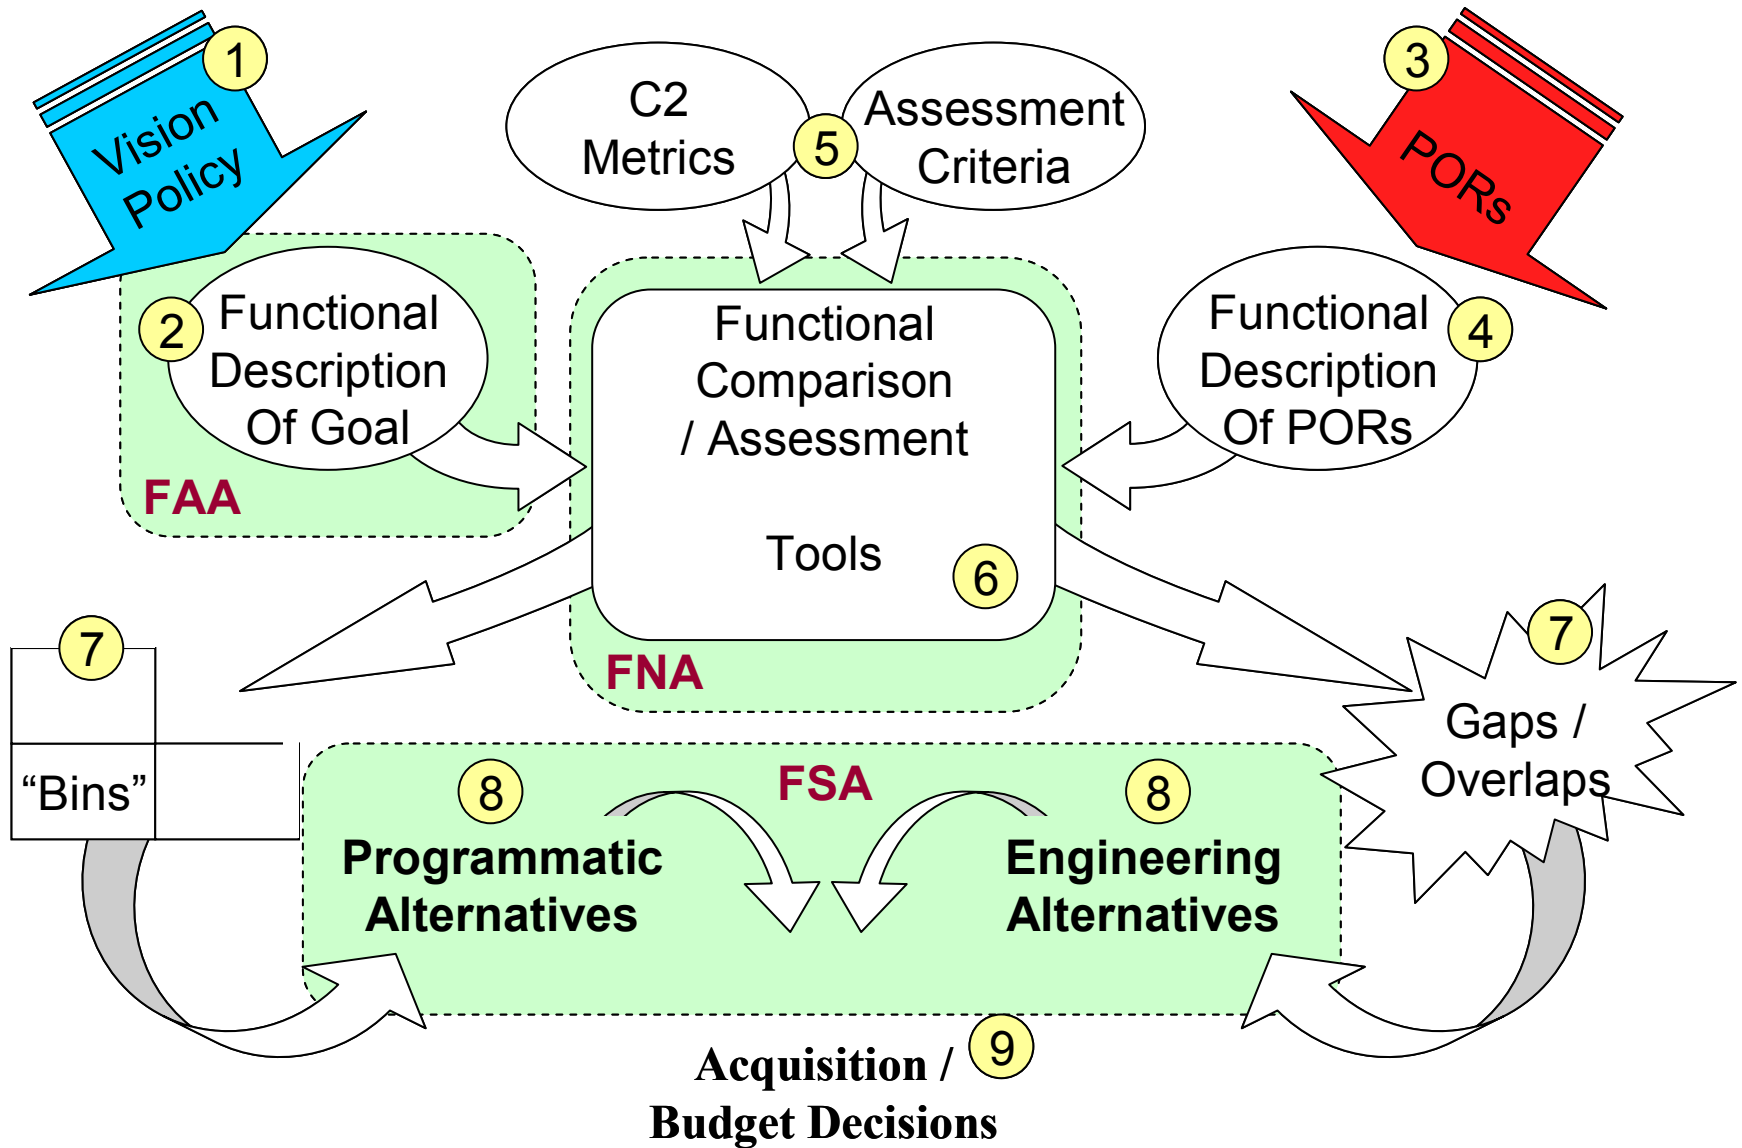 1
Vision
Policy
C2
Metrics
5
Assessment
Criteria
3
PORs
2
Functional
Description
Of Goal
FAA
Functional
Comparison
/ Assessment
Tools
6
FNA
Functional
Description
Of PORs
4
7
“Bins”
7
Gaps /
Overlaps
FSA
8
Programmatic
Alternatives
8
Engineering
Alternatives
9
Acquisition /
Budget Decisions